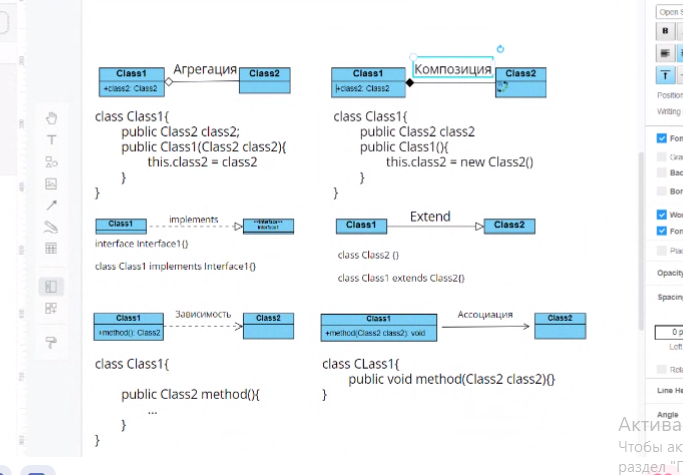 Open S
B
T
Агрегация
Class1
Class2
+class2: Class2
Композиция
Class1
Class2
+class2: Class2
class Class1{
public Class2 class2;
public Class1(Class2 class2){
this.class2 = class2
}
}
class Class1{
public Class2 class2
public Class1(){
this.class2 = new Class2()
}
}
implements
Class1
<<Interface>>
Interface1
interface Interface1{}
class Class1 implements Interface1{}
Extend
Class1
Class2
class Class2 {}
class Class1 extends Class2{}
Зависимость
Class1
Class2
+method(): Class2
class Class1{
public Class2 method(){
...
}
}
Ассоциация
Class1
Class2
+method(Class2 class2): void
class CLass1{
public void method(Class2 class2){}
}
Position
Writing
Fon
Gra
Bac
Bor
Wor
Fon
Plac
Opacity
Spacing
0 p
Left
Rota
Line He
Angle
Актива
Чтобы ак
раздел "П